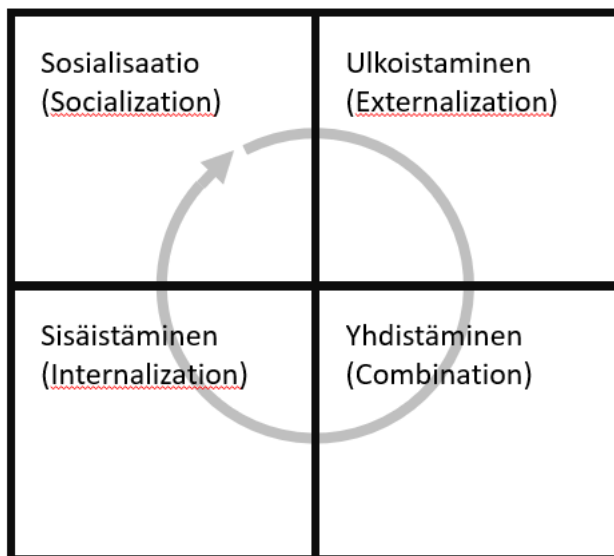 Sosialisaatio
(Socialization)
Ulkoistaminen
(Externalization)
Sisäistäminen
(Internalization)
Yhdistäminen
(Combination)